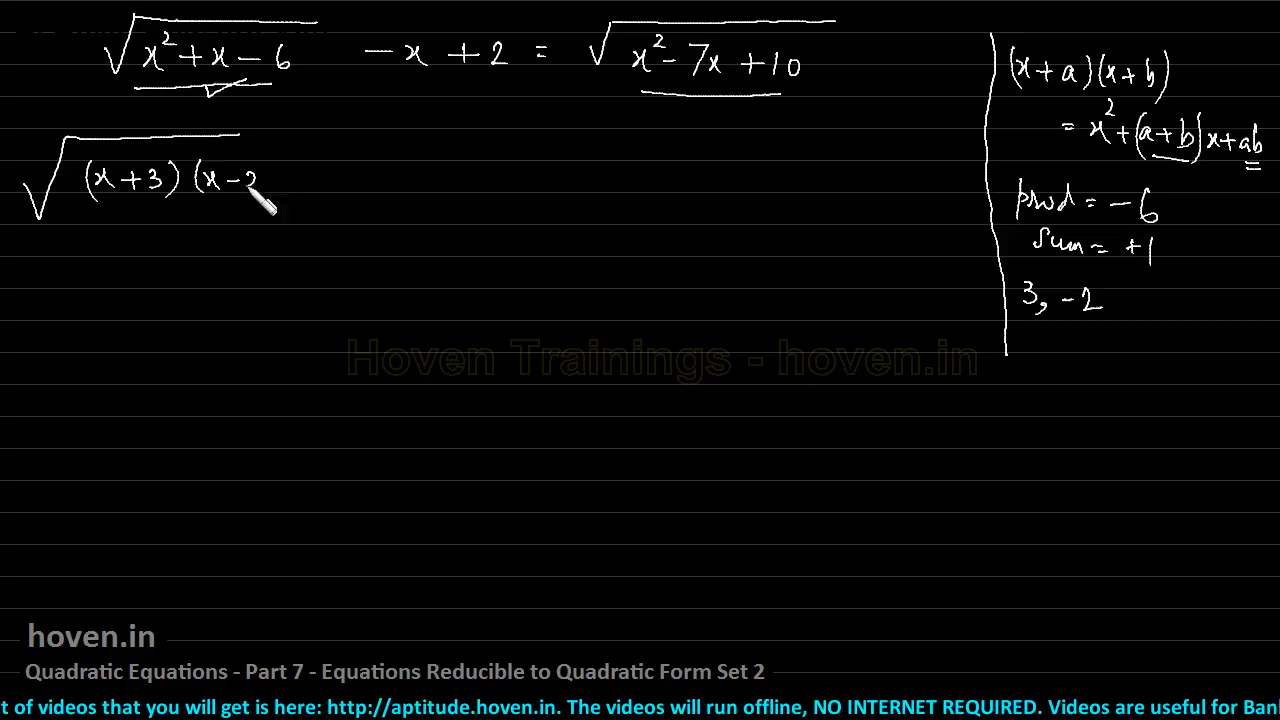 √(x² + x − 6) − x + 2 = √(x² − 7x + 10)
√((x + 3) (x − 2
(x + a)(x + b)
= x² + (a + b)x + ab
prod = − 6
sum = +1
3, − 2
Hoven Trainings - hoven.in
hoven.in
Quadratic Equations - Part 7 - Equations Reducible to Quadratic Form Set 2
t of videos that you will get is here: http://aptitude.hoven.in. The videos will run offline, NO INTERNET REQUIRED. Videos are useful for Ban